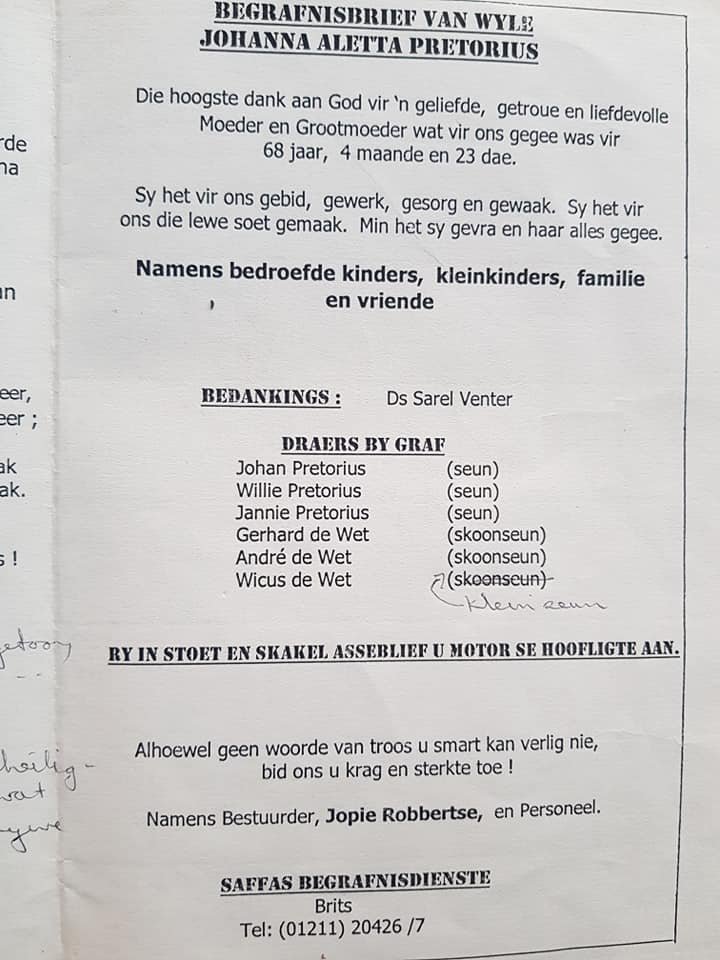 BEGRAFNISBRIEF VAN WYLE
JOHANNA ALETTA PRETORIUS
Die hoogste dank aan God vir 'n geliefde, getroue en liefdevolle
Moeder en Grootmoeder wat vir ons gegee was vir
68 jaar, 4 maande en 23 dae.
Sy het vir ons gebid, gewerk, gesorg en gewaak. Sy het vir
ons die lewe soet gemaak. Min het sy gevra en haar alles gegee.
Namens bedroefde kinders, kleinkinders, familie
en vriende
BEDANKINGS : Ds Sarel Venter
DRAERS BY GRAF
Johan Pretorius (seun)
Willie Pretorius (seun)
Jannie Pretorius (seun)
Gerhard de Wet (skoonseun)
André de Wet (skoonseun)
Wicus de Wet (skoonseun)
kleinseun
RY IN STOET EN SKAKEL ASSEBLIEF U MOTOR SE HOOFLIGTE AAN.
Alhoewel geen woorde van troos u smart kan verlig nie,
bid ons u krag en sterkte toe !
Namens Bestuurder, Jopie Robbertse, en Personeel.
SAFFAS BEGRAFNISDIENSTE
Brits
Tel: (01211) 20426 /7